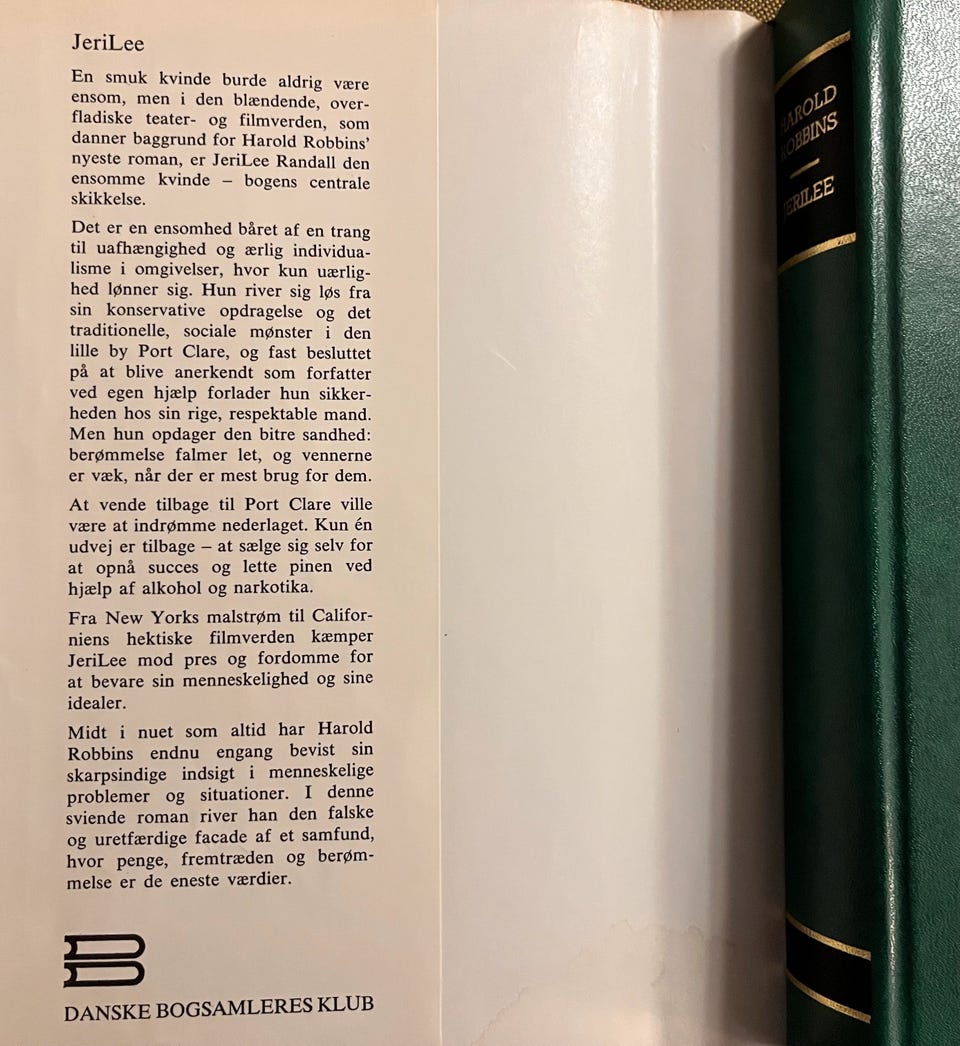 JeriLee
En smuk kvinde burde aldrig være
ensom, men i den blændende, over-
fladiske teater- og filmverden, som
danner baggrund for Harold Robbins'
nyeste roman, er JeriLee Randall den
ensomme kvinde – bogens centrale
skikkelse.
Det er en ensomhed båret af en trang
til uafhængighed og ærlig individua-
lisme i omgivelser, hvor kun uærlig-
hed lønner sig. Hun river sig løs fra
sin konservative opdragelse og det
traditionelle, sociale mønster i den
lille by Port Clare, og fast besluttet
på at blive anerkendt som forfatter
ved egen hjælp forlader hun sikker-
heden hos sin rige, respektable mand.
Men hun opdager den bitre sandhed:
berømmelse falmer let, og vennerne
er væk, når der er mest brug for dem.
At vende tilbage til Port Clare ville
være at indrømme nederlaget. Kun én
udvej er tilbage – at sælge sig selv for
at opnå succes og lette pinen ved
hjælp af alkohol og narkotika.
Fra New Yorks malstrøm til Califor-
niens hektiske filmverden kæmper
JeriLee mod pres og fordomme for
at bevare sin menneskelighed og sine
idealer.
Midt i nuet som altid har Harold
Robbins endnu engang bevist sin
skarpsindige indsigt i menneskelige
problemer og situationer. I denne
sviende roman river han den falske
og uretfærdige facade af et samfund,
hvor penge, fremtræden og berøm-
melse er de eneste værdier.
DANSKE BOGSAMLERES KLUB
HAROLD
ROBBINS
JERILEE